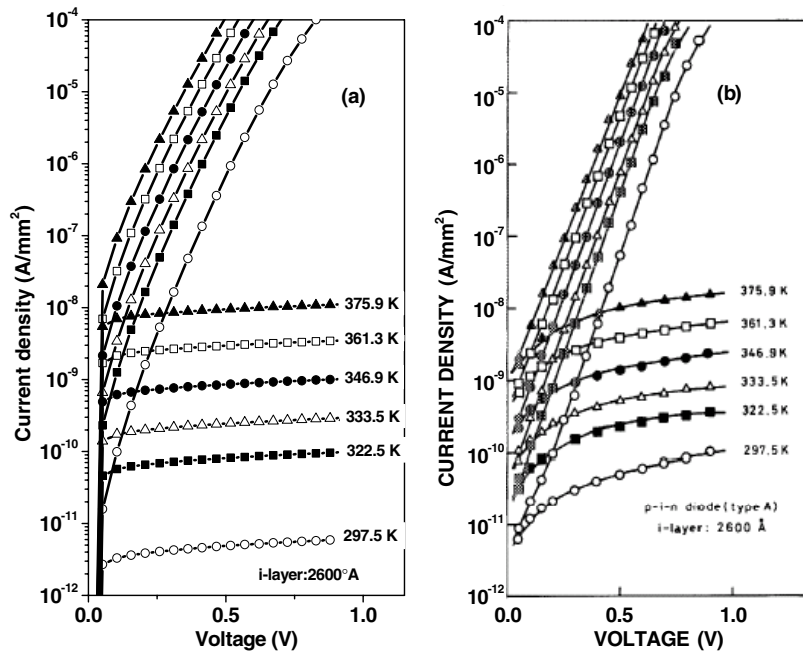 (a)
10⁻⁴
10⁻⁵
10⁻⁶
10⁻⁷
10⁻⁸
10⁻⁹
10⁻¹⁰
10⁻¹¹
10⁻¹²
Current density (A/mm²)
375.9 K
361.3 K
346.9 K
333.5 K
322.5 K
297.5 K
i-layer:2600°A
0.0 0.5 1.0
Voltage (V)
(b)
10⁻⁴
10⁻⁵
10⁻⁶
10⁻⁷
10⁻⁸
10⁻⁹
10⁻¹⁰
10⁻¹¹
10⁻¹²
CURRENT DENSITY (A/mm²)
375.9 K
361.3 K
346.9 K
333.5 K
322.5 K
297.5 K
p-i-n diode (type A)
i-layer: 2600 Å
0.0 0.5 1.0
VOLTAGE (V)